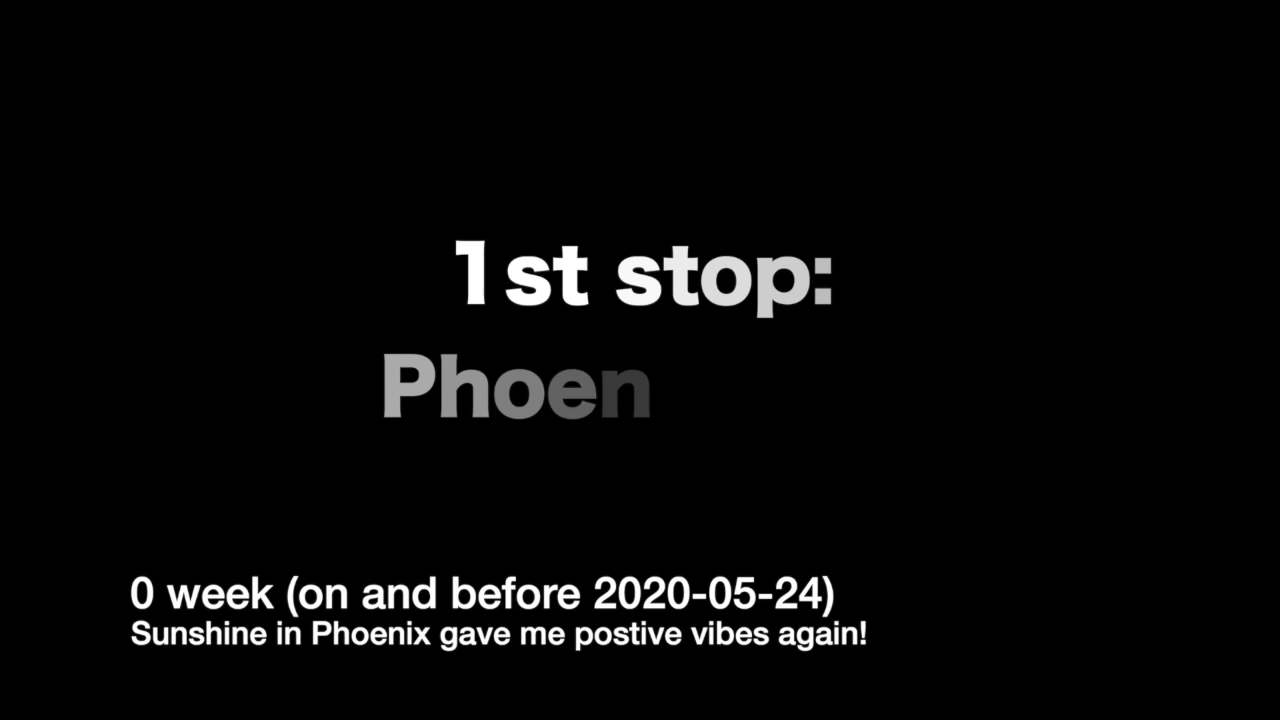 1st stop:
Phoen
0 week (on and before 2020-05-24)
Sunshine in Phoenix gave me postive vibes again!